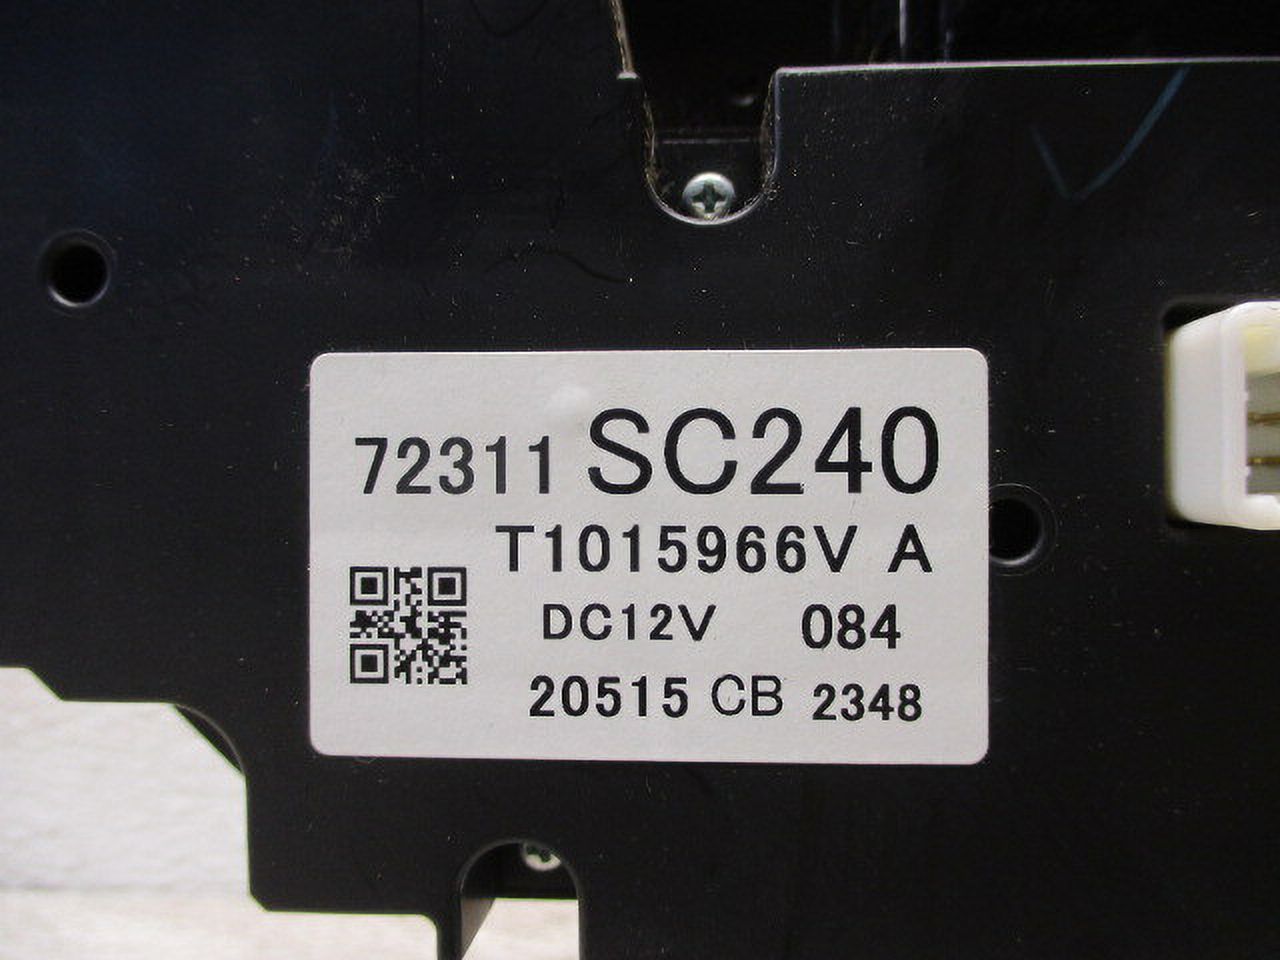 72311 SC240
T1015966V A
DC12V 084
20515 CB 2348